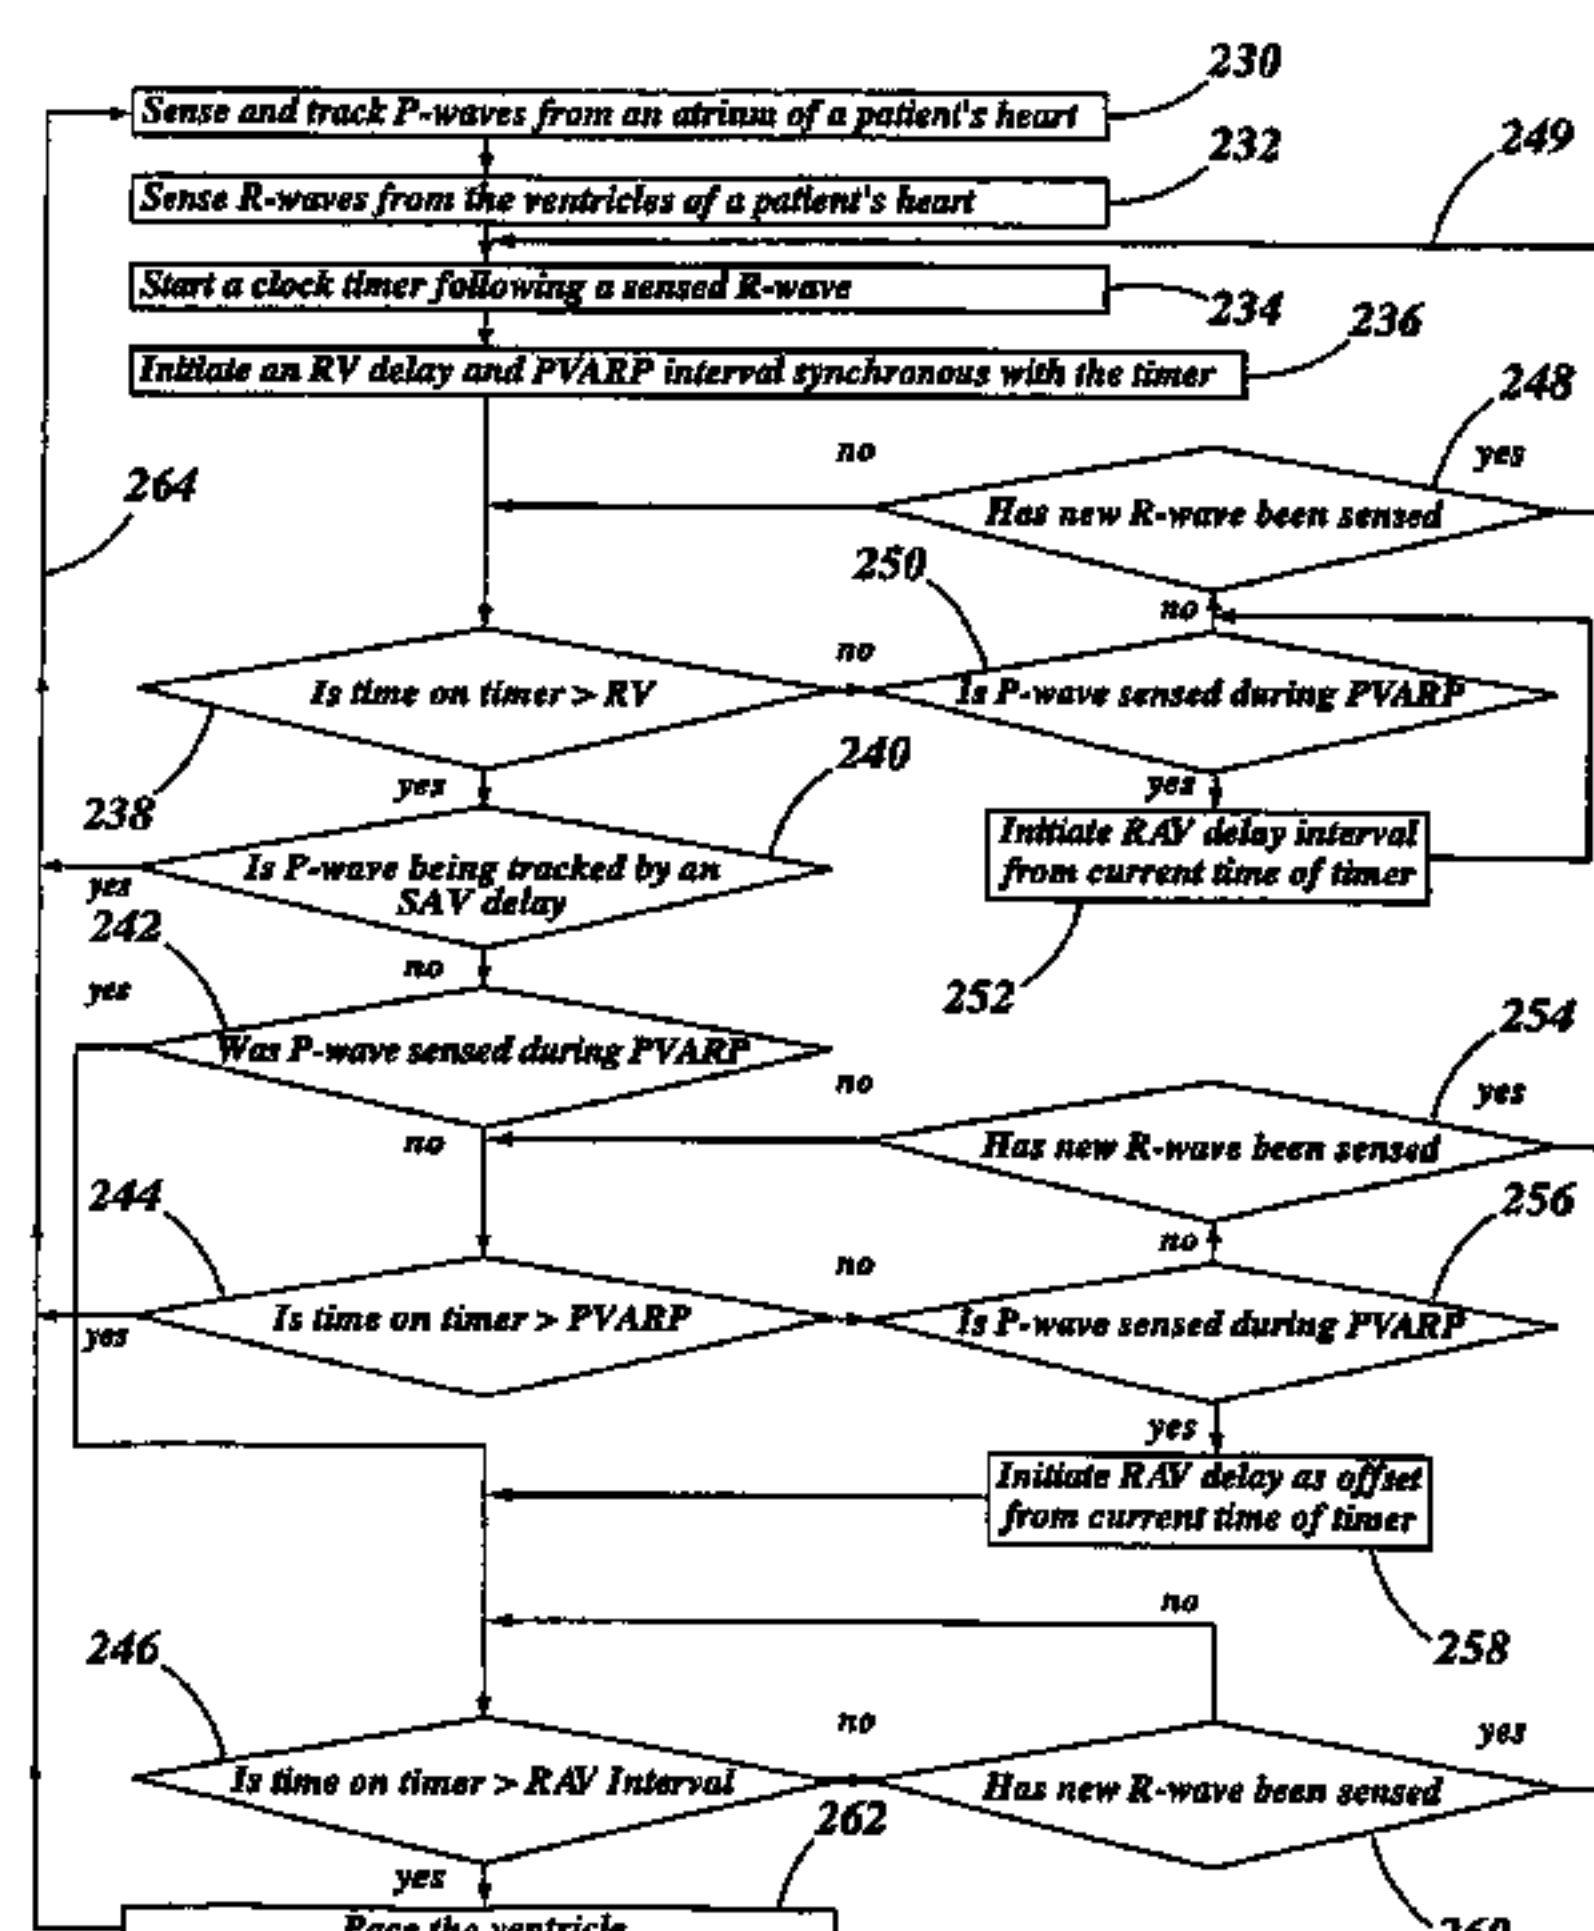 230
Sense and track P-waves from an atrium of a patient's heart
232
249
Sense R-waves from the ventricles of a patient's heart
Start a clock timer following a sensed R-wave
234
236
Initiate an RV delay and PVARP interval synchronous with the timer
248
no
yes
264
Has new R-wave been sensed
250
no
no
Is time on timer > RV
Is P-wave sensed during PVARP
240
yes
yes
238
Initiate RAV delay interval
from current time of timer
Is P-wave being tracked by an
SAV delay
yes
242
no
252
yes
254
Was P-wave sensed during PVARP
no
yes
no
Has new R-wave been sensed
244
256
no
no
Is time on timer > PVARP
Is P-wave sensed during PVARP
yes
yes
Initiate RAV delay as offset
from current time of timer
no
246
258
no
yes
Is time on timer > RAV Interval
Has new R-wave been sensed
262
yes
260
Pace the ventricle